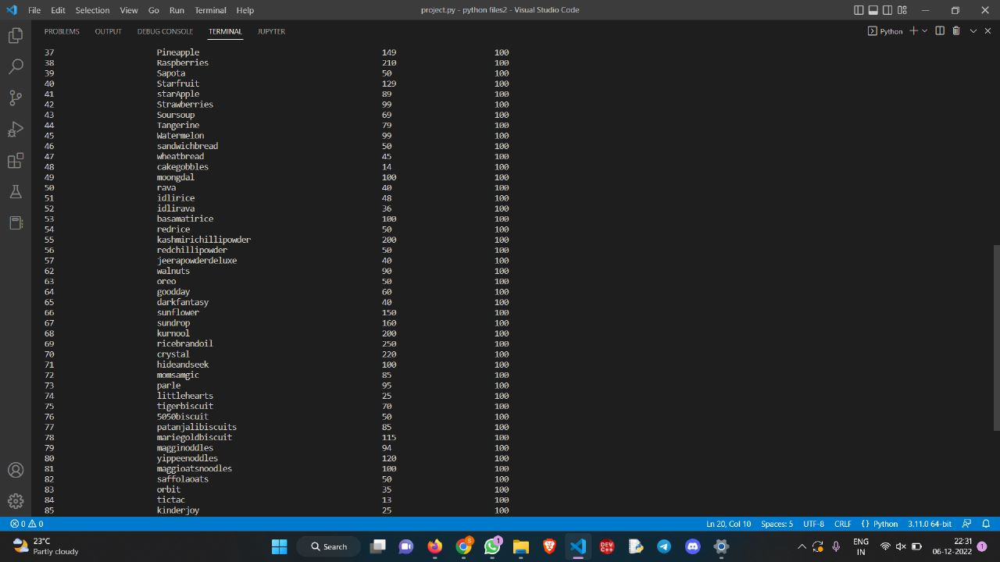 File Edit Selection View Go Run Terminal Help project.py - python files2 - Visual Studio Code
PROBLEMS OUTPUT DEBUG CONSOLE TERMINAL JUPYTER Python
37 Pineapple 149 100
38 Raspberries 210 100
39 Sapota 50 100
40 Starfruit 129 100
41 starApple 89 100
42 Strawberries 99 100
43 Soursoup 69 100
44 Tangerine 79 100
45 Watermelon 99 100
46 sandwichbread 50 100
47 wheatbread 45 100
48 cakegobbles 14 100
49 moongdal 100 100
50 rava 40 100
51 idlirice 48 100
52 idlirava 36 100
53 basamatirice 100 100
54 redrice 50 100
55 kashmirichillipowder 200 100
56 redchillipowder 50 100
57 jeerapowderdeluxe 40 100
62 walnuts 90 100
63 oreo 50 100
64 goodday 60 100
65 darkfantasy 40 100
66 sunflower 150 100
67 sundrop 160 100
68 kurnool 200 100
69 ricebrandoil 250 100
70 crystal 220 100
71 hideandseek 100 100
72 momsamgic 85 100
73 parle 95 100
74 littlehearts 25 100
75 tigerbiscuit 70 100
76 5050biscuit 50 100
77 patanjalibiscuits 85 100
78 mariegoldbiscuit 115 100
79 magginoddles 94 100
80 yippeenoddles 120 100
81 maggioatsnoodles 100 100
82 saffolaoats 50 100
83 orbit 35 100
84 tictac 13 100
85 kinderjoy 25 100
0 0 Ln 20, Col 10 Spaces: 5 UTF-8 CRLF Python 3.11.0 64-bit
23°C
Partly cloudy
Search
8
1
DEV C++
ENG
IN
22:31
06-12-2022
1